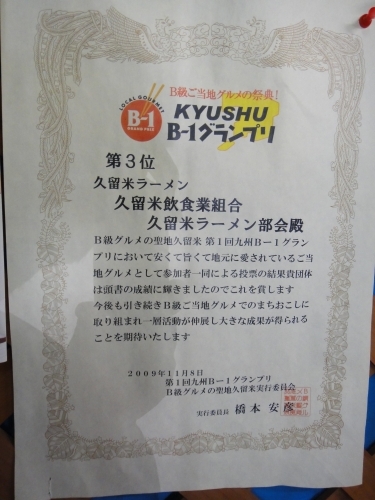 B級ご当地グルメの祭典!
LOCAL GOURMET
B-1
GRAND PRIX
KYUSHU
B-1グランプリ
第3位
久留米ラーメン
久留米飲食業組合
久留米ラーメン部会殿
B級グルメの聖地久留米 第1回九州B−1グラン
プリにおいて安くて旨くて地元に愛されているご当
地グルメとして参加者一同による投票の結果貴団体
は頭書の成績に輝きましたのでこれを賞します
今後も引き続きB級ご当地グルメでのまちおこしに
取り組まれ一層活動が伸展し大きな成果が得られる
ことを期待いたします
2009年11月8日
第1回九州B−1グランプリ
B級グルメの聖地久留米実行委員会
実行委員長 橋本 安彦